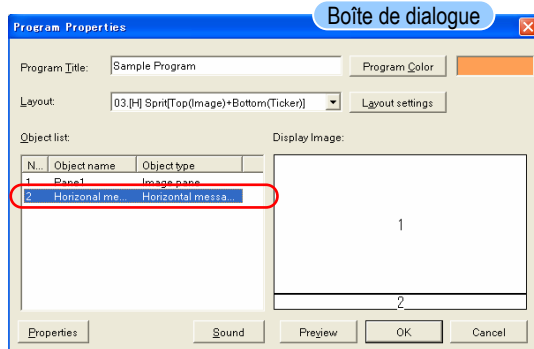 Boîte de dialogue
Program Properties
Program Title: Sample Program Program Color
Layout: 03.[H] Sprit[Top(Image)+Bottom(Ticker)] Layout settings
Object list: Display Image:
N... Object name Object type
1 Pane1 Image pane
2 Horizonal me... Horizontal messa...
1
2
Properties Sound Preview OK Cancel